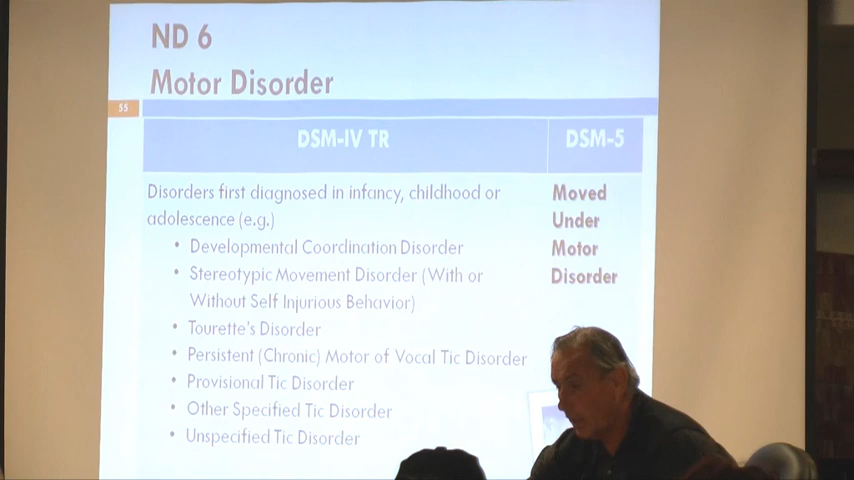 ND 6
Motor Disorder
55
DSM-IV TR
DSM-5
Disorders first diagnosed in infancy, childhood or
adolescence (e.g.)
• Developmental Coordination Disorder
• Stereotypic Movement Disorder (With or
Without Self Injurious Behavior)
• Tourette's Disorder
• Persistent (Chronic) Motor of Vocal Tic Disorder
• Provisional Tic Disorder
• Other Specified Tic Disorder
• Unspecified Tic Disorder
Moved
Under
Motor
Disorder